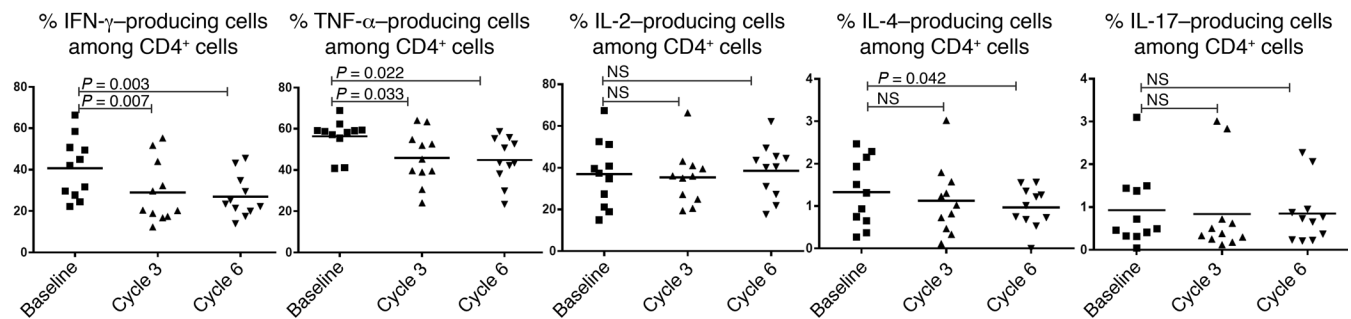 % IFN-γ–producing cells
among CD4⁺ cells
P = 0.003
P = 0.007
80
60
40
20
0
Baseline
Cycle 3
Cycle 6
% TNF-α–producing cells
among CD4⁺ cells
P = 0.022
P = 0.033
80
60
40
20
0
Baseline
Cycle 3
Cycle 6
% IL-2–producing cells
among CD4⁺ cells
NS
NS
80
60
40
20
0
Baseline
Cycle 3
Cycle 6
% IL-4–producing cells
among CD4⁺ cells
P = 0.042
NS
4
3
2
1
0
Baseline
Cycle 3
Cycle 6
% IL-17–producing cells
among CD4⁺ cells
NS
NS
4
3
2
1
0
Baseline
Cycle 3
Cycle 6